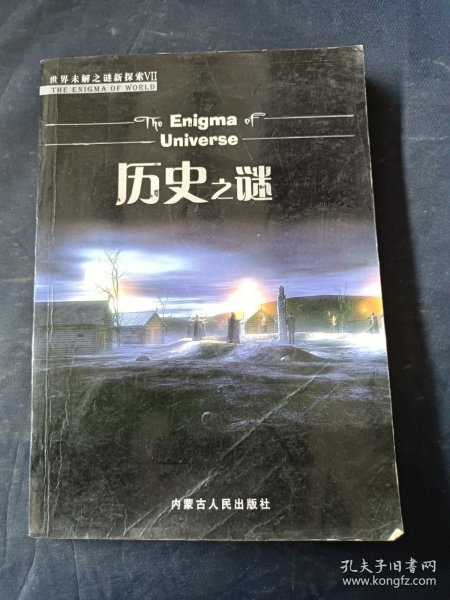 世界未解之谜新探索VII
THE ENIGMA OF WORLD
The Enigma of
Universe
历史之谜
内蒙古人民出版社
孔夫子旧书网
www.kongfz.com